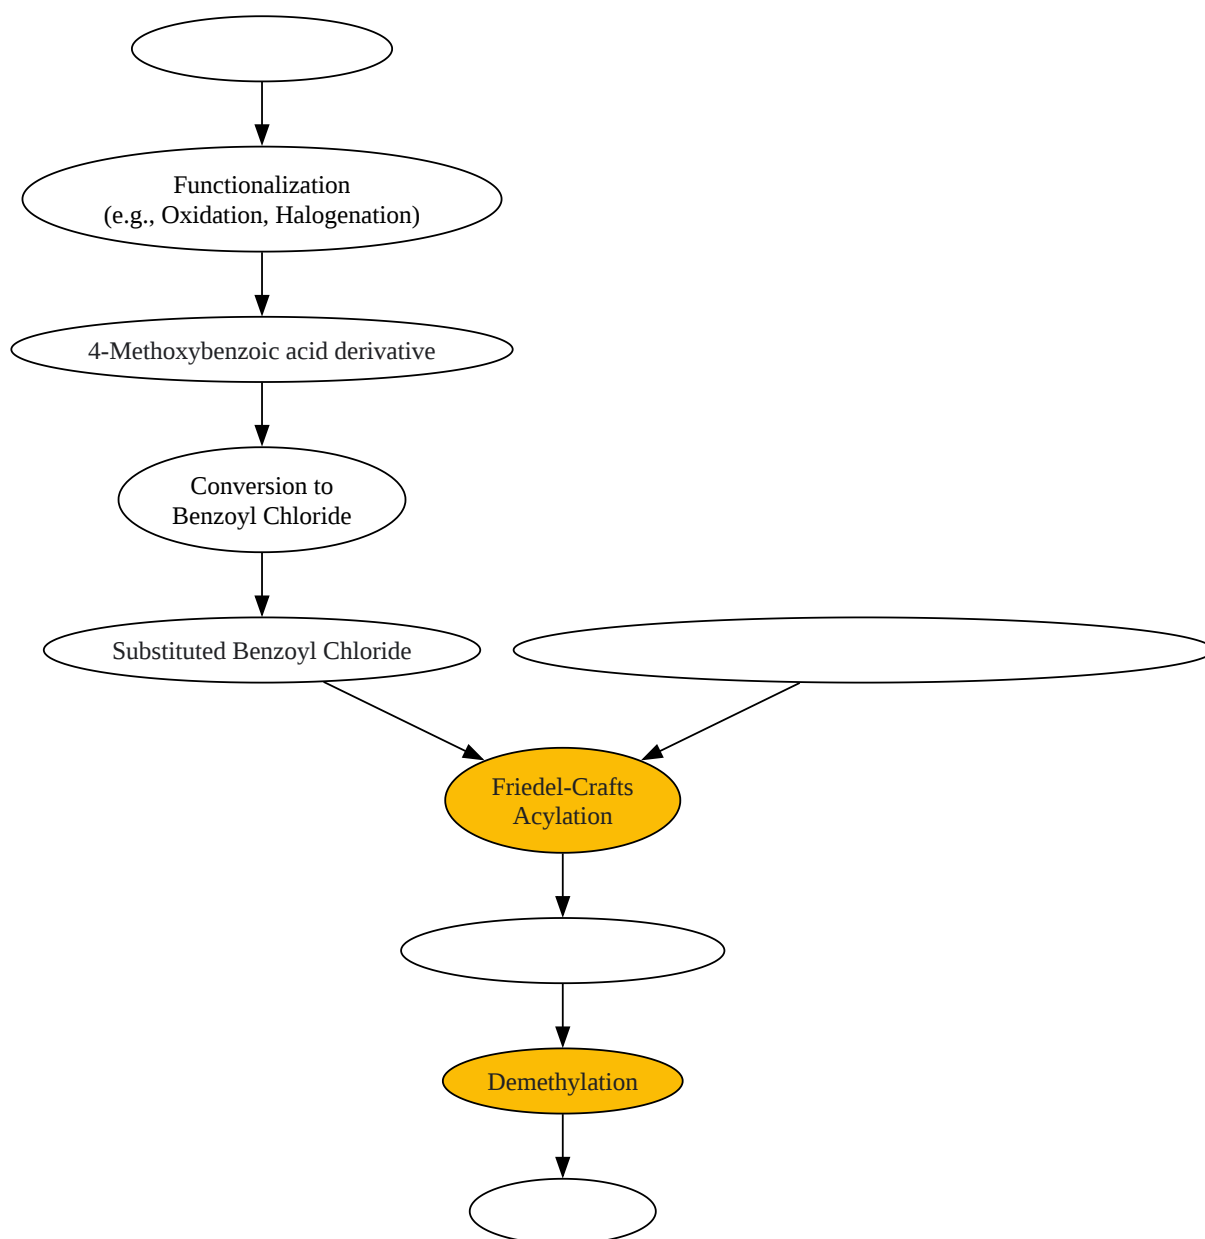 Functionalization
(e.g., Oxidation, Halogenation)
4-Methoxybenzoic acid derivative
Conversion to
Benzoyl Chloride
Substituted Benzoyl Chloride
Friedel-Crafts
Acylation
Demethylation